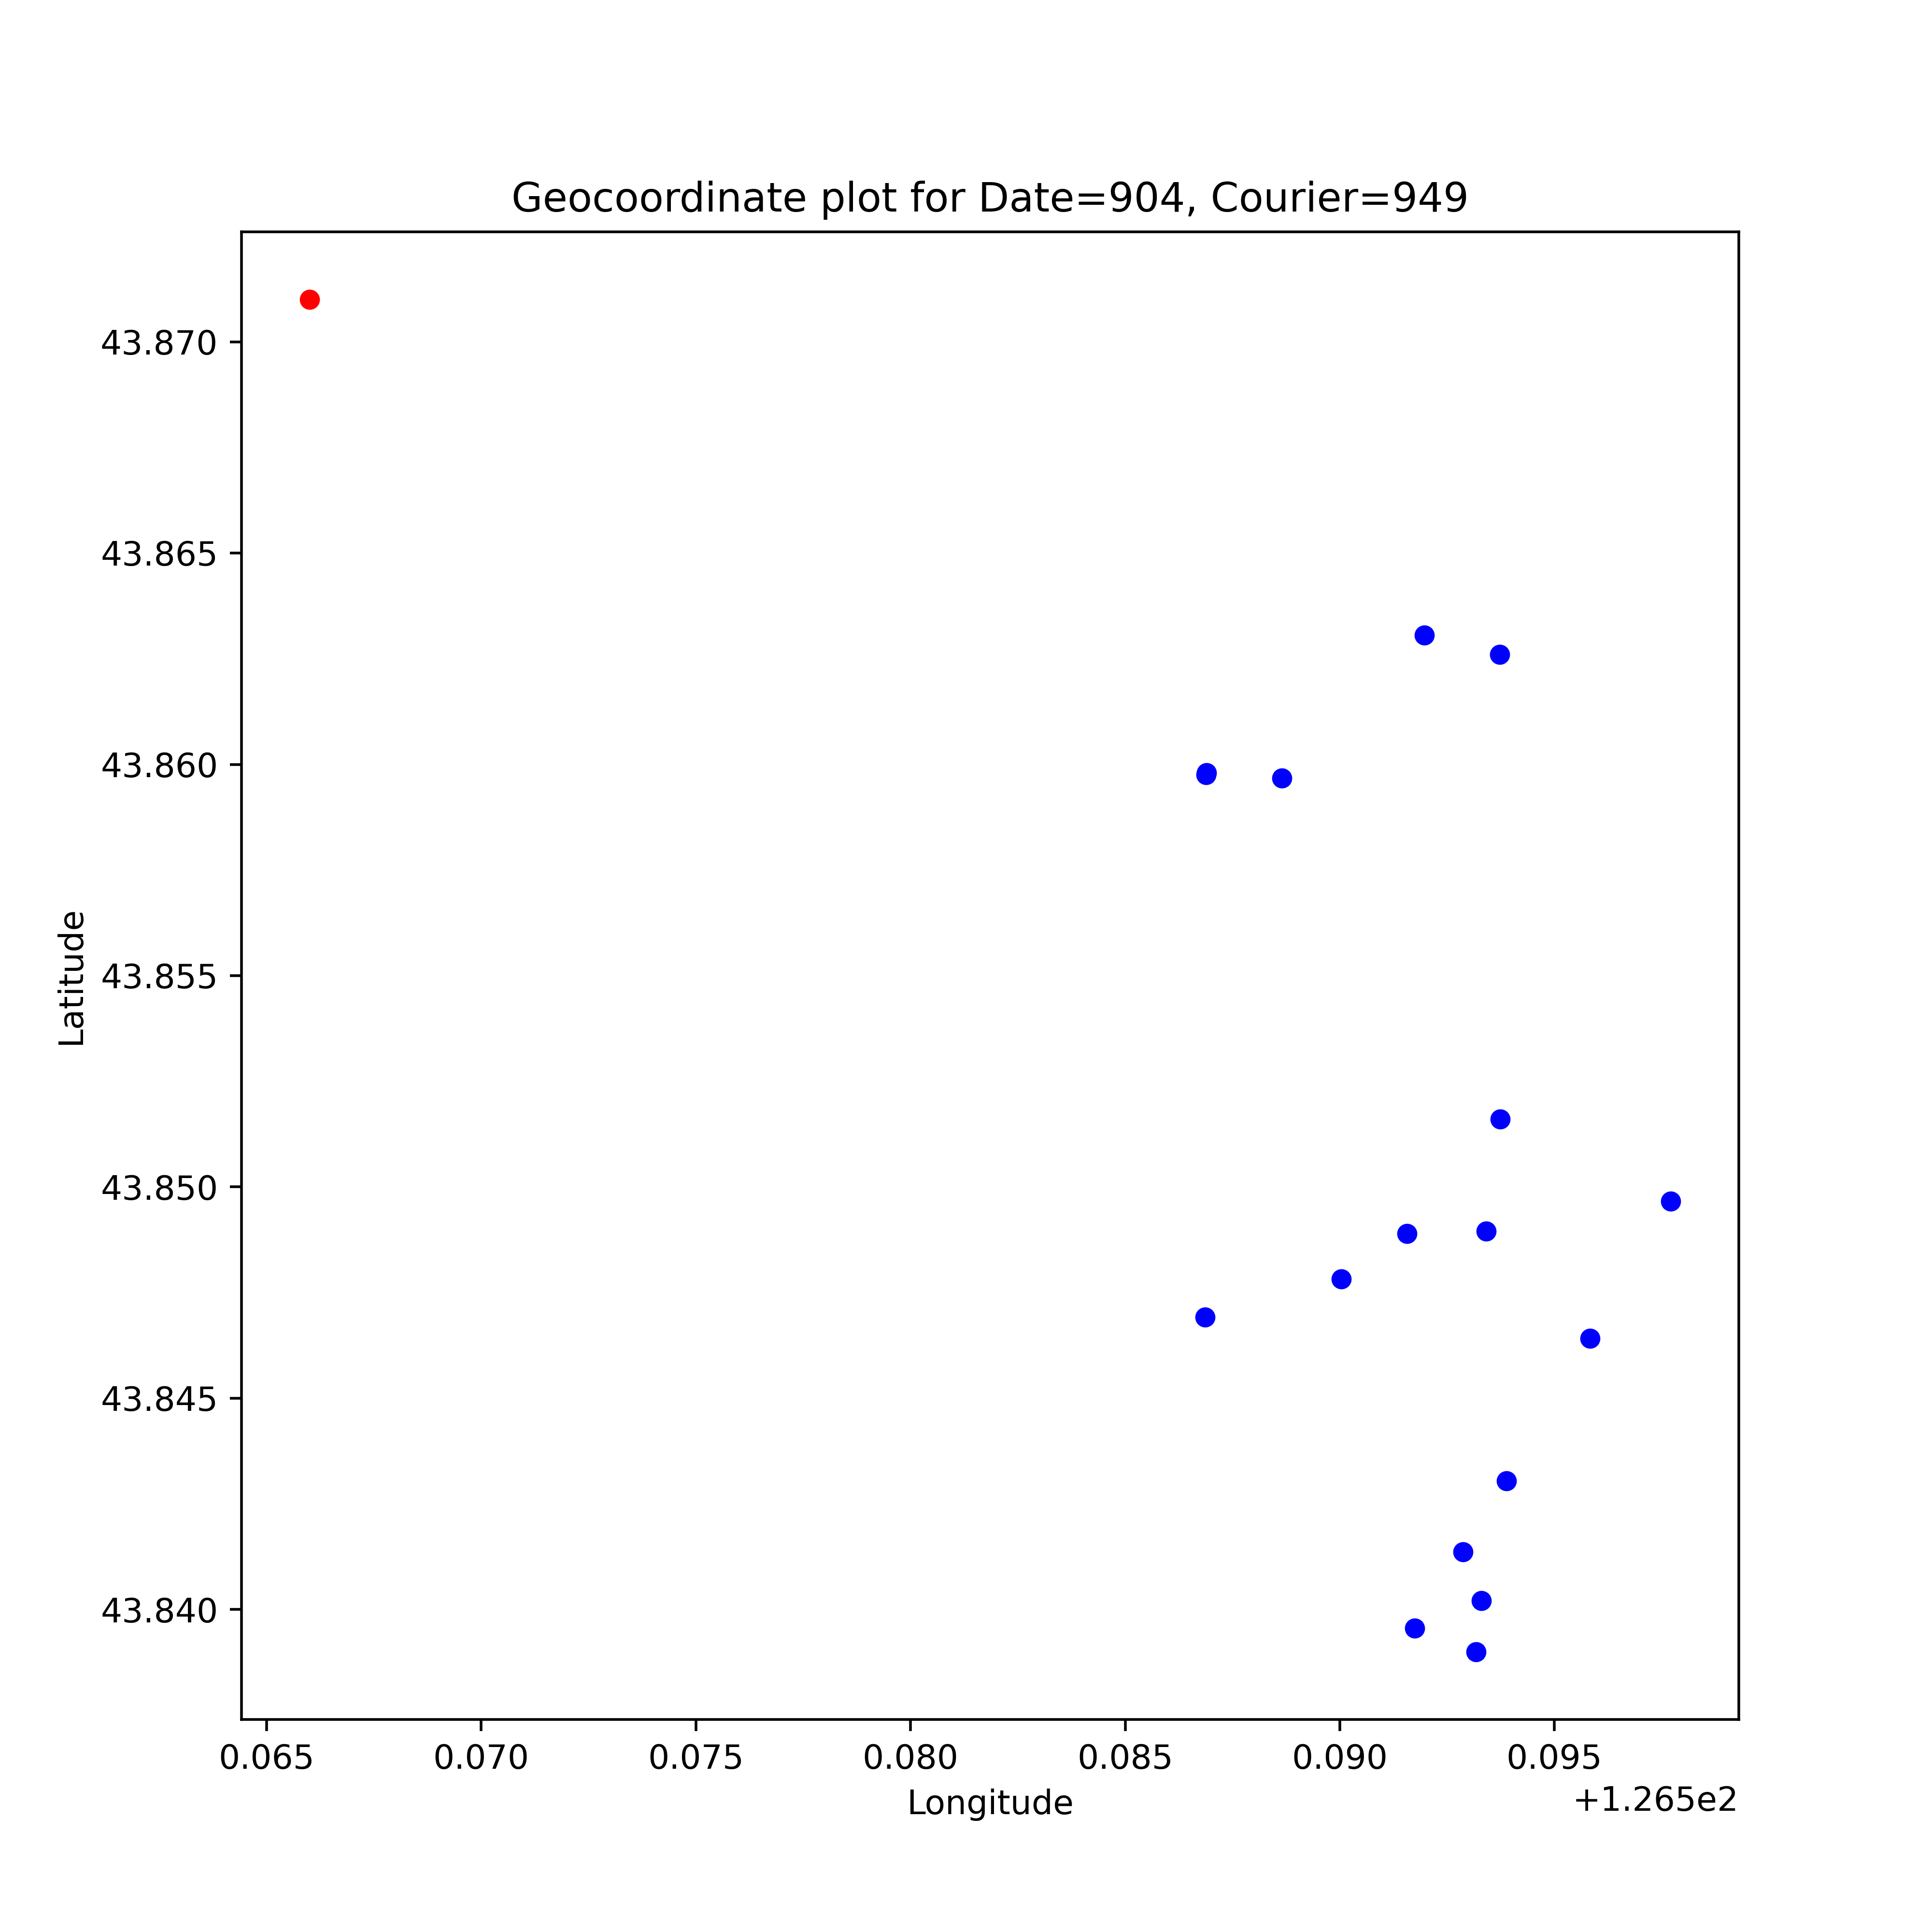 Geocoordinate plot for Date=904, Courier=949
43.870
43.865
43.860
43.855
43.850
43.845
43.840
Latitude
0.065 0.070 0.075 0.080 0.085 0.090 0.095
+1.265e2
Longitude